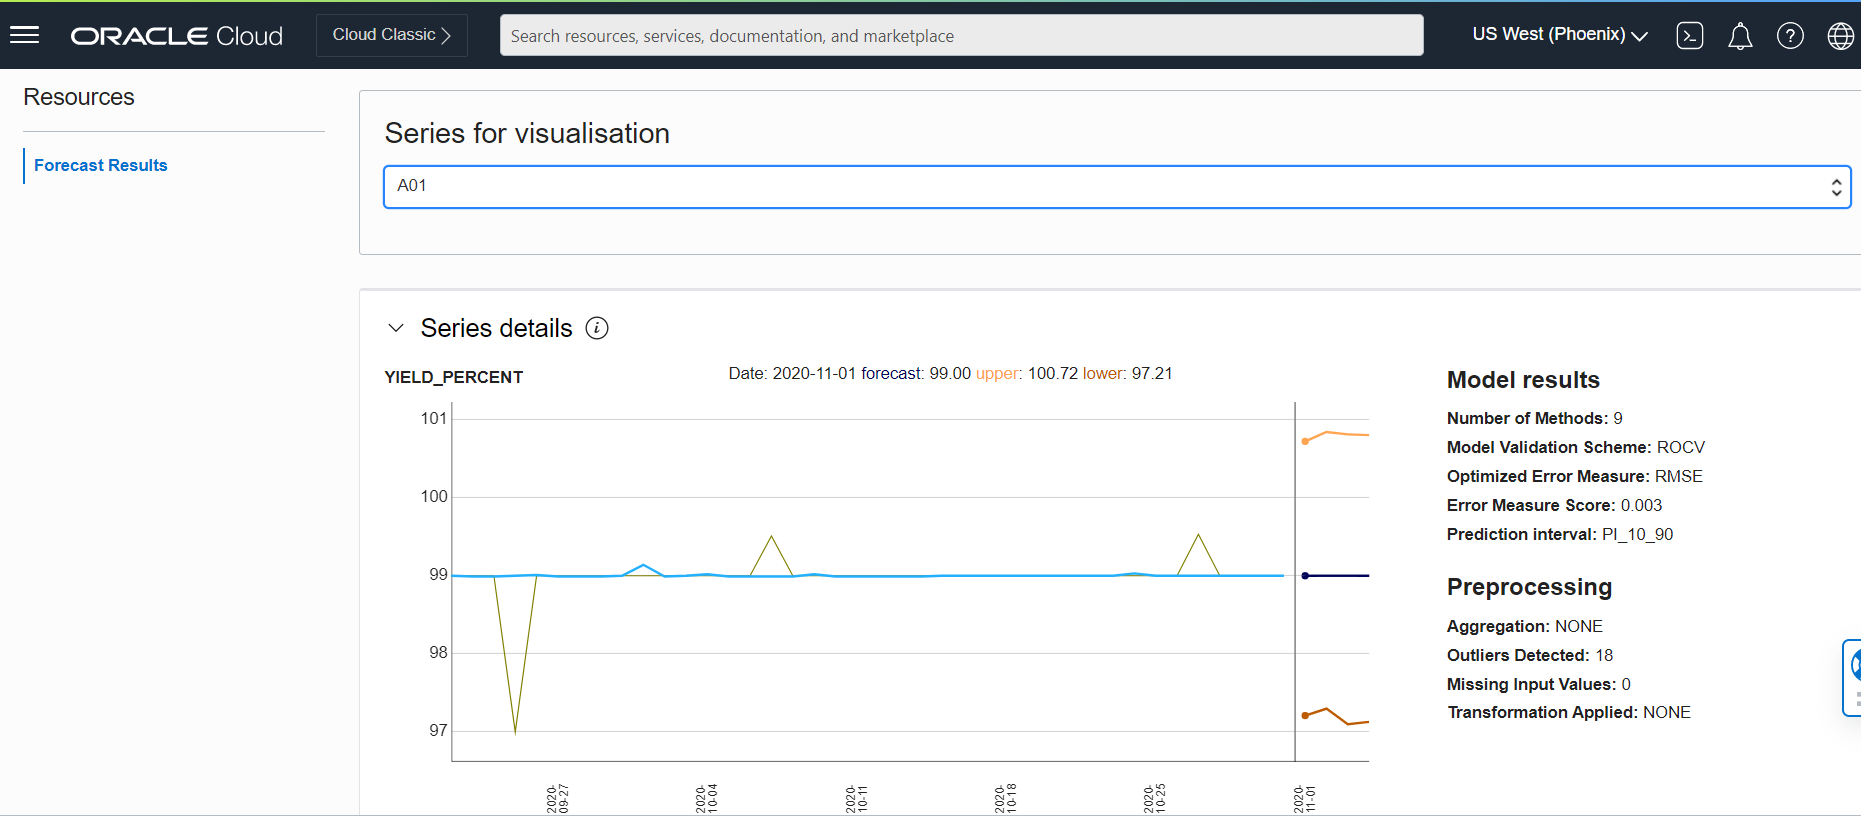 ORACLE Cloud
Cloud Classic
Search resources, services, documentation, and marketplace
US West (Phoenix)
Resources
Forecast Results
Series for visualisation
A01
Series details
YIELD_PERCENT
Date: 2020-11-01 forecast: 99.00 upper: 100.72 lower: 97.21
101
100
99
98
97
2020-
09-27
2020-
10-04
2020-
10-11
2020-
10-18
2020-
10-25
2020-
11-01
Model results
Number of Methods: 9
Model Validation Scheme: ROCV
Optimized Error Measure: RMSE
Error Measure Score: 0.003
Prediction interval: PI_10_90
Preprocessing
Aggregation: NONE
Outliers Detected: 18
Missing Input Values: 0
Transformation Applied: NONE